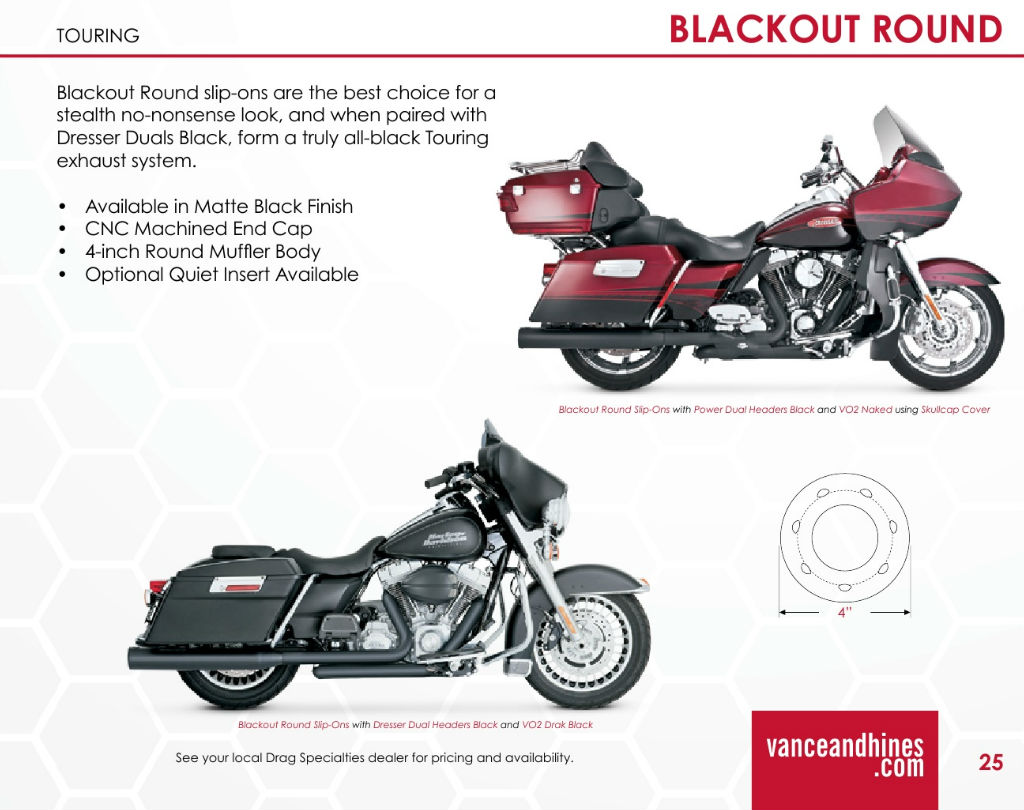 TOURING
BLACKOUT ROUND
Blackout Round slip-ons are the best choice for a
stealth no-nonsense look, and when paired with
Dresser Duals Black, form a truly all-black Touring
exhaust system.
• Available in Matte Black Finish
• CNC Machined End Cap
• 4-inch Round Muffler Body
• Optional Quiet Insert Available
Blackout Round Slip-Ons with Power Dual Headers Black and VO2 Naked using Skullcap Cover
Harley-
Davidson
4"
Blackout Round Slip-Ons with Dresser Dual Headers Black and VO2 Drak Black
See your local Drag Specialties dealer for pricing and availability.
vanceandhines
.com
25